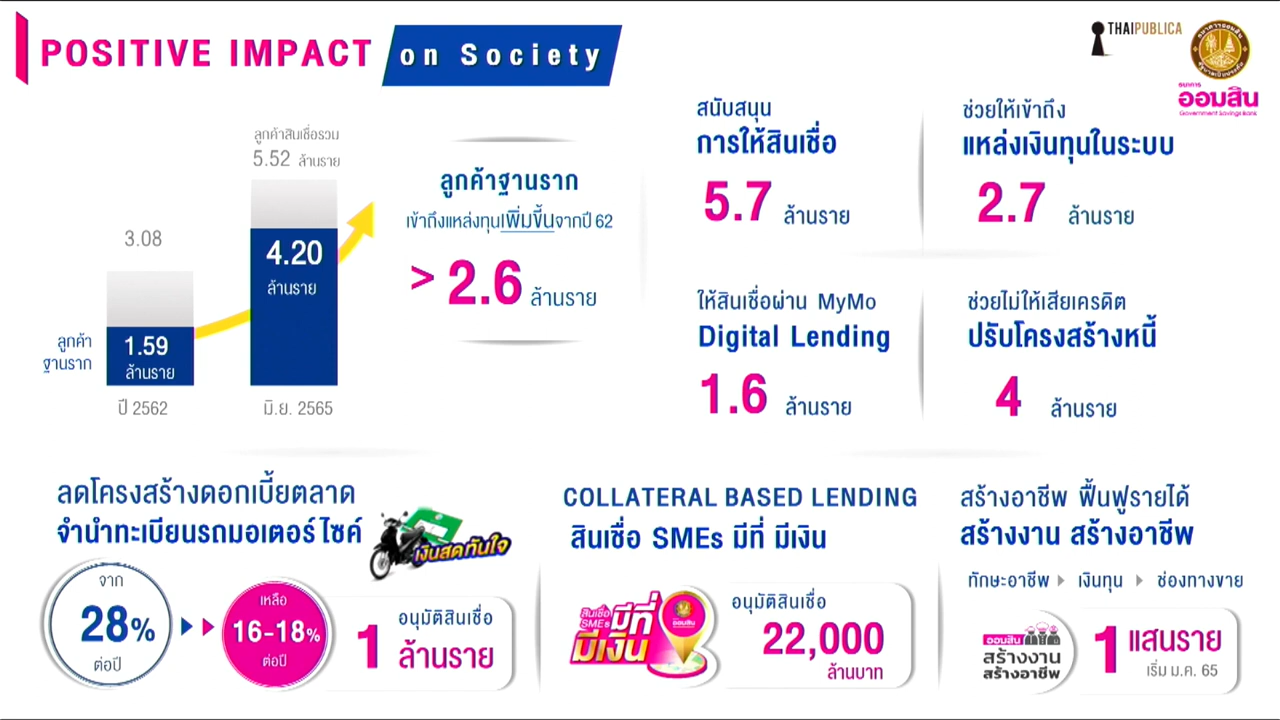 POSITIVE IMPACT on Society
THAIPUBLICA
ธนาคาร
ออมสิน
Government Savings Bank
ลูกค้าสินเชื่อรวม
5.52 ล้านราย
3.08
4.20
ล้านราย
ลูกค้า
ฐานราก
1.59
ล้านราย
ปี 2562
มิ.ย. 2565
ลูกค้าฐานราก
เข้าถึงแหล่งทุนเพิ่มขึ้นจากปี 62
> 2.6 ล้านราย
สนับสนุน
การให้สินเชื่อ
5.7 ล้านราย
ช่วยให้เข้าถึง
แหล่งเงินทุนในระบบ
2.7 ล้านราย
ให้สินเชื่อผ่าน MyMo
Digital Lending
1.6 ล้านราย
ช่วยไม่ให้เสียเครดิต
ปรับโครงสร้างหนี้
4 ล้านราย
ลดโครงสร้างดอกเบี้ยตลาด
จำนำทะเบียนรถมอเตอร์ไซค์
เงินสดทันใจ
จาก
28%
ต่อปี
เหลือ
16-18%
ต่อปี
อนุมัติสินเชื่อ
1 ล้านราย
COLLATERAL BASED LENDING
สินเชื่อ SMEs มีที่ มีเงิน
สินเชื่อ
SMEs
มีที่
มีเงิน
ออมสิน
อนุมัติสินเชื่อ
22,000
ล้านบาท
สร้างอาชีพ ฟื้นฟูรายได้
สร้างงาน สร้างอาชีพ
ทักษะอาชีพ เงินทุน ช่องทางขาย
ออมสิน
สร้างงาน
สร้างอาชีพ
1 แสนราย
เริ่ม ม.ค. 65